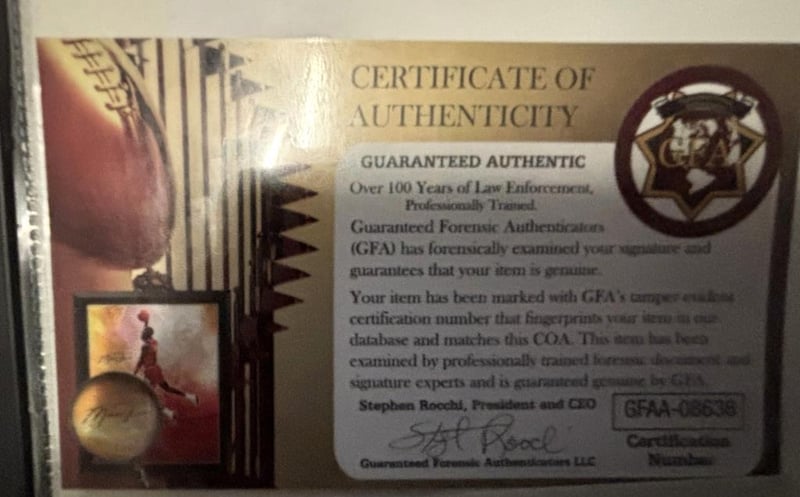 CERTIFICATE OF
AUTHENTICITY
GFA
GUARANTEED AUTHENTIC
Over 100 Years of Law Enforcement,
Professionally Trained.
Guaranteed Forensic Authenticators
(GFA) has forensically examined your signature and
guarantees that your item is genuine.
Your item has been marked with GFA's tamper evident
certification number that fingerprints your item in our
database and matches this COA. This item has been
examined by professionally trained forensic document and
signature experts and is guaranteed genuine by GFA.
Stephen Rocchi, President and CEO
GFAA-08638
Guaranteed Forensic Authenticators LLC
Certification
Number